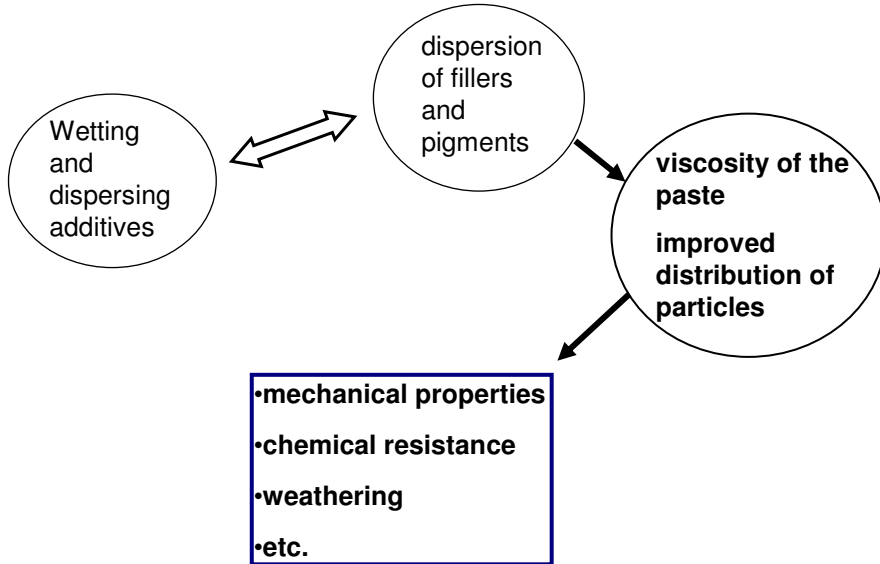 Wetting
and
dispersing
additives
dispersion
of fillers
and
pigments
viscosity of the
paste
improved
distribution of
particles
•mechanical properties
•chemical resistance
•weathering
•etc.